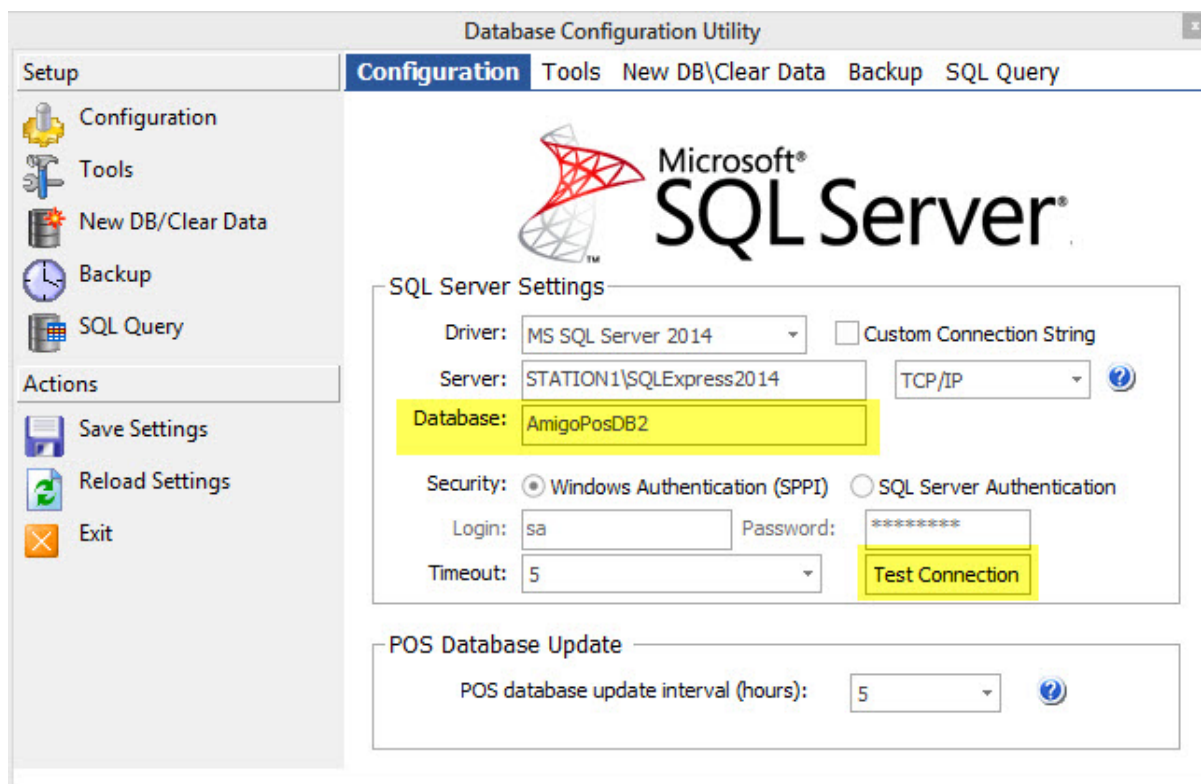 Database Configuration Utility
x
Setup
Configuration
Tools
New DB/Clear Data
Backup
SQL Query
Actions
Save Settings
Reload Settings
Exit
Configuration Tools New DB\Clear Data Backup SQL Query
Microsoft®
SQL Server®
TM
SQL Server Settings
Driver: MS SQL Server 2014 Custom Connection String
Server: STATION1\SQLExpress2014 TCP/IP ?
Database: AmigoPosDB2
Security: Windows Authentication (SPPI) SQL Server Authentication
Login: sa Password: ********
Timeout: 5 Test Connection
POS Database Update
POS database update interval (hours): 5 ?